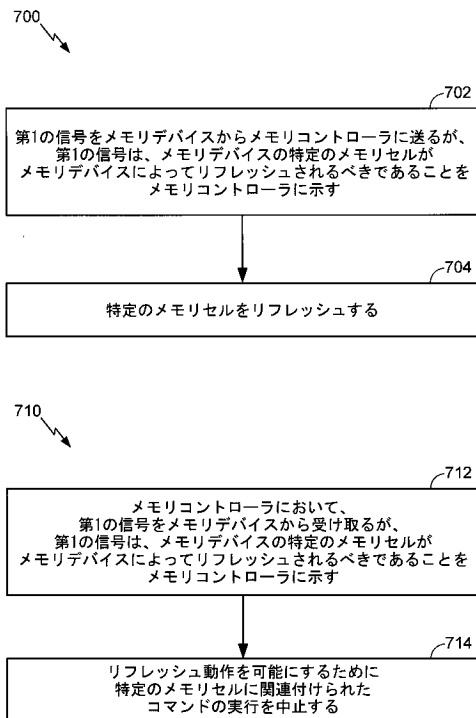 700
702
第1の信号をメモリデバイスからメモリコントローラに送るが、
第1の信号は、メモリデバイスの特定のメモリセルが
メモリデバイスによってリフレッシュされるべきであることを
メモリコントローラに示す
704
特定のメモリセルをリフレッシュする
710
712
メモリコントローラにおいて、
第1の信号をメモリデバイスから受け取るが、
第1の信号は、メモリデバイスの特定のメモリセルが
メモリデバイスによってリフレッシュされるべきであることを
メモリコントローラに示す
714
リフレッシュ動作を可能にするために
特定のメモリセルに関連付けられた
コマンドの実行を中止する